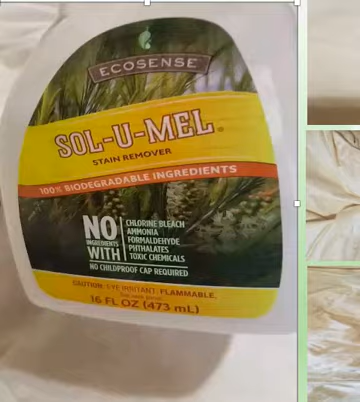 ECOSENSE
SOL-U-MEL®
STAIN REMOVER
100% BIODEGRADABLE INGREDIENTS
NO
INGREDIENTS
WITH
CHLORINE BLEACH
AMMONIA
FORMALDEHYDE
PHTHALATES
TOXIC CHEMICALS
NO CHILDPROOF CAP REQUIRED
CAUTION: EYE IRRITANT. FLAMMABLE.
16 FL OZ (473 mL)